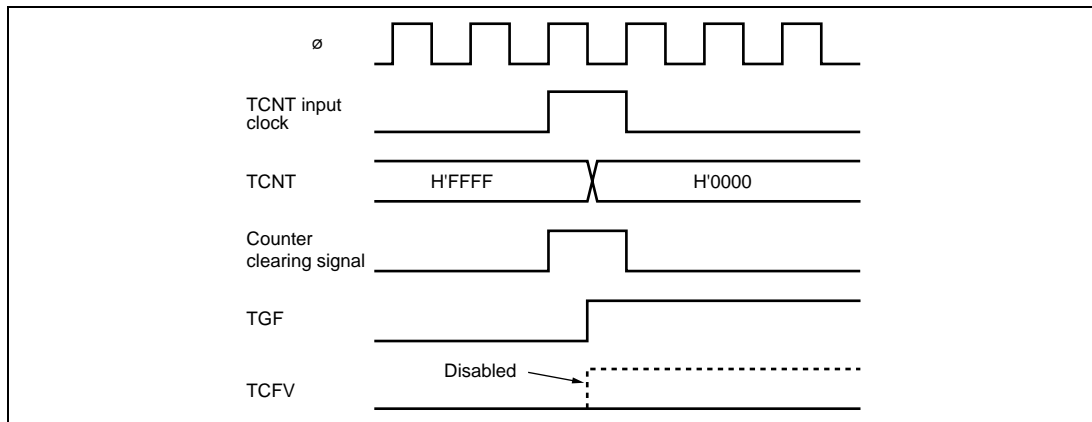 ø
TCNT input
clock
TCNT
H'FFFF
H'0000
Counter
clearing signal
TGF
Disabled
TCFV